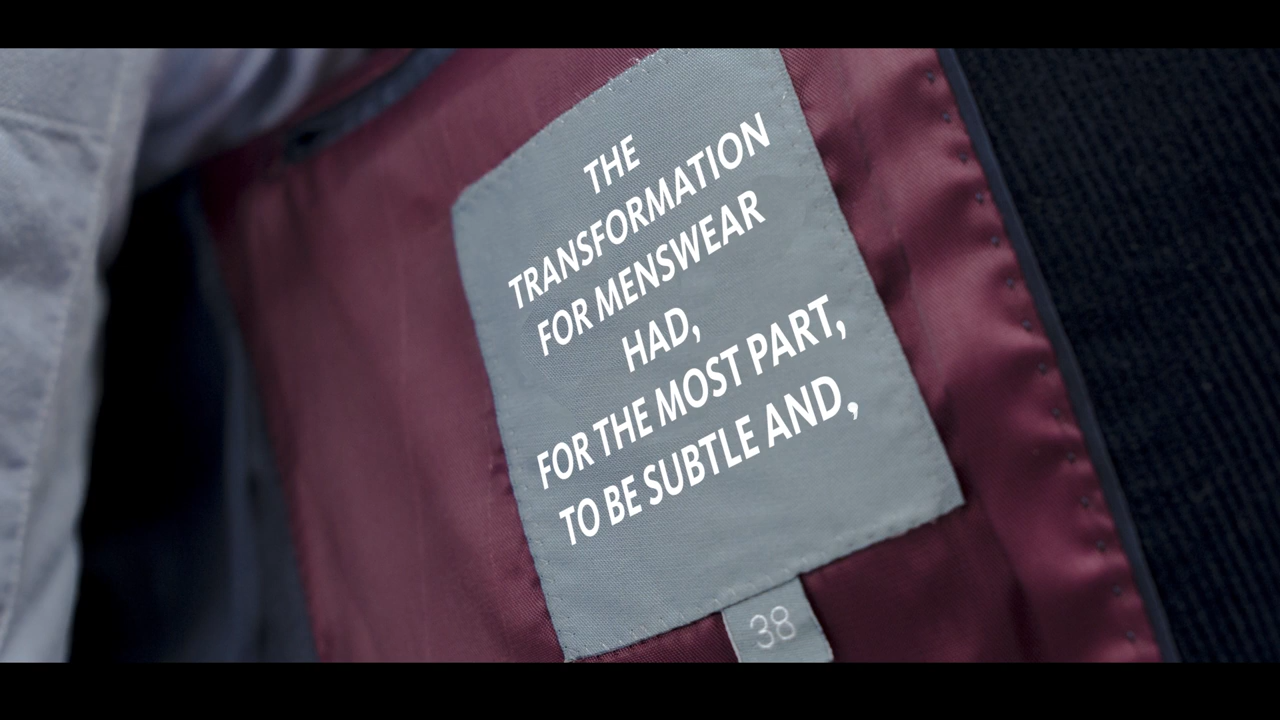 THE
TRANSFORMATION
FOR MENSWEAR
HAD,
FOR THE MOST PART,
TO BE SUBTLE AND,
38